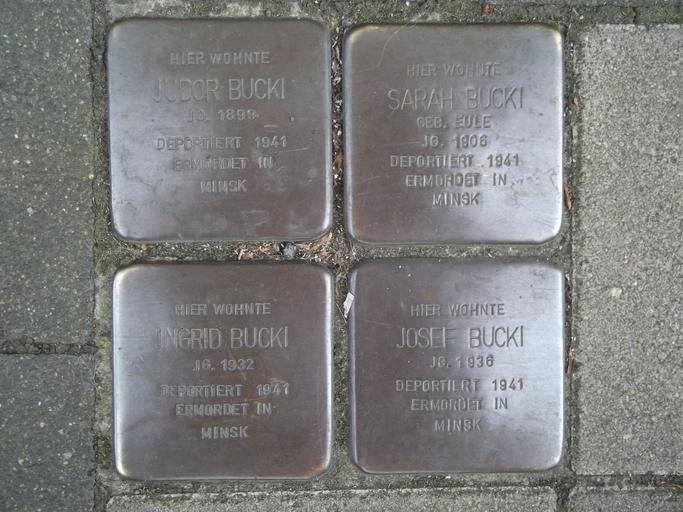 HIER WOHNTE
JUDOR BUCKI
JG. 1899
DEPORTIERT 1941
ERMORDET IN
MINSK
HIER WOHNTE
SARAH BUCKI
GEB. EULE
JG. 1906
DEPORTIERT 1941
ERMORDET IN
MINSK
HIER WOHNTE
INGRID BUCKI
JG. 1932
DEPORTIERT 1941
ERMORDET IN
MINSK
HIER WOHNTE
JOSEF BUCKI
JG. 1936
DEPORTIERT 1941
ERMORDET IN
MINSK